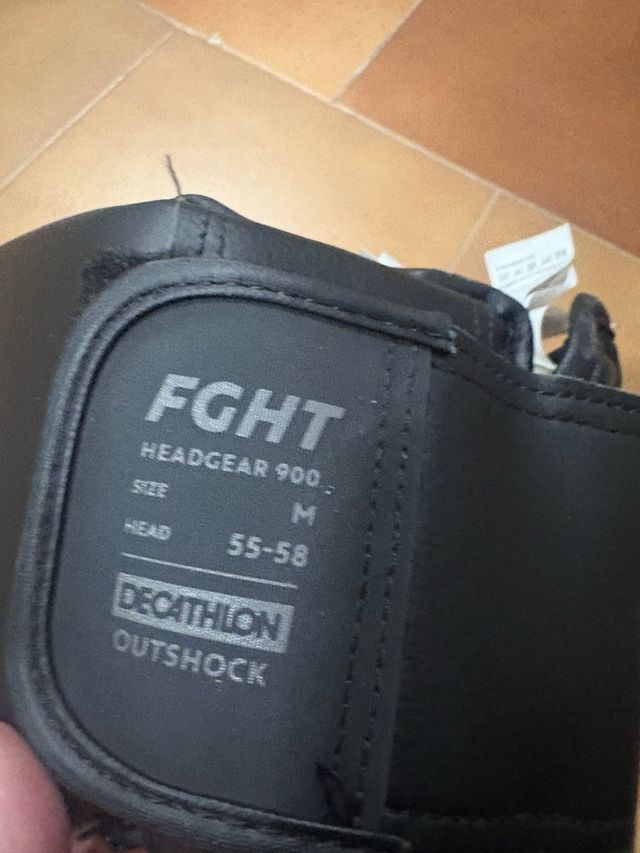 FGHT
HEADGEAR 900
SIZE M
HEAD 55-58
DECATHLON
OUTSHOCK